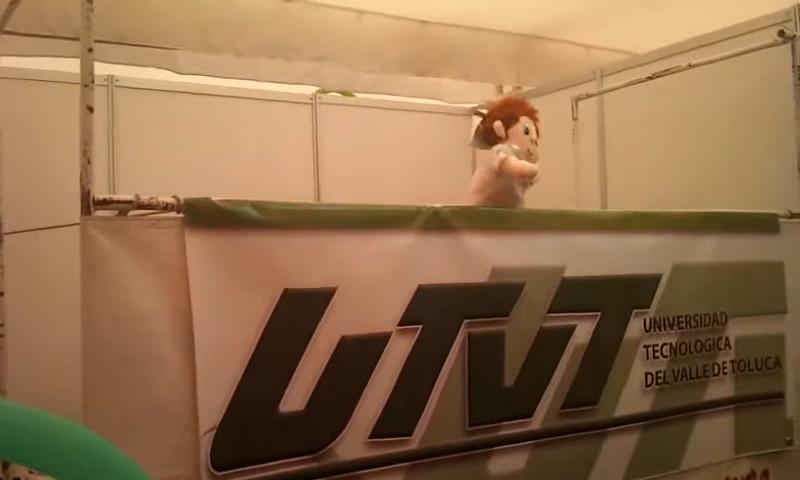 UTVT
UNIVERSIDAD
TECNOLOGICA
DEL VALLE DE TOLUCA